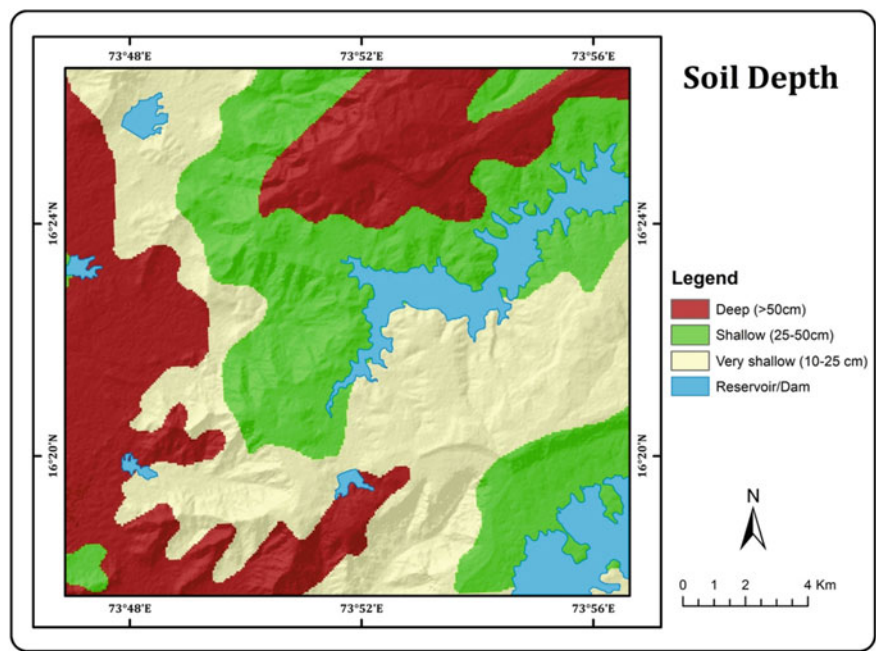 Soil Depth
73°48'E 73°52'E 73°56'E
16°24'N 16°24'N
16°20'N 16°20'N
73°48'E 73°52'E 73°56'E
Legend
Deep (>50cm)
Shallow (25-50cm)
Very shallow (10-25 cm)
Reservoir/Dam
N
0 1 2 4 Km